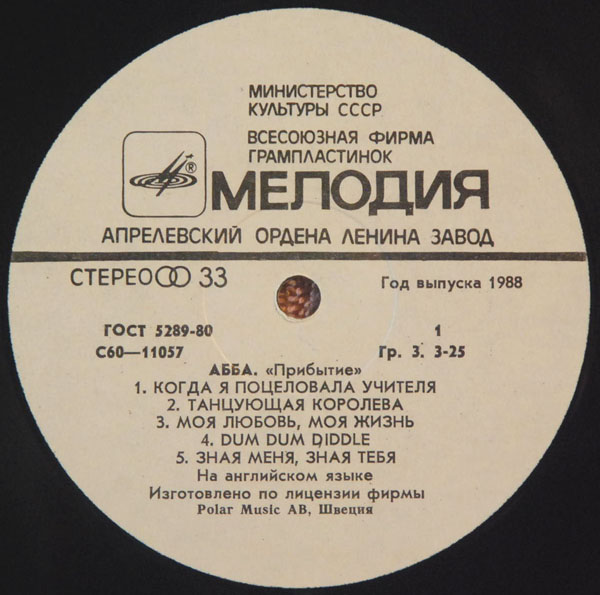 МИНИСТЕРСТВО
КУЛЬТУРЫ СССР
ВСЕСОЮЗНАЯ ФИРМА
ГРАМПЛАСТИНОК
®
МЕЛОДИЯ
АПРЕЛЕВСКИЙ ОРДЕНА ЛЕНИНА ЗАВОД
СТЕРЕО 33 Год выпуска 1988
ГОСТ 5289-80 1
С60—11057 Гр. 3. 3-25
АББА. «Прибытие»
1. КОГДА Я ПОЦЕЛОВАЛА УЧИТЕЛЯ
2. ТАНЦУЮЩАЯ КОРОЛЕВА
3. МОЯ ЛЮБОВЬ, МОЯ ЖИЗНЬ
4. DUM DUM DIDDLE
5. ЗНАЯ МЕНЯ, ЗНАЯ ТЕБЯ
На английском языке
Изготовлено по лицензии фирмы
Polar Music AB, Швеция